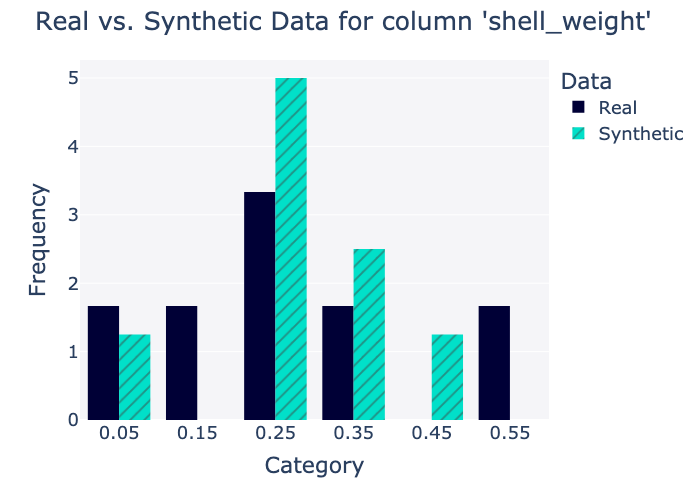 Real vs. Synthetic Data for column 'shell_weight'
Data
Real
Synthetic
Frequency
5
4
3
2
1
0
0.05 0.15 0.25 0.35 0.45 0.55
Category